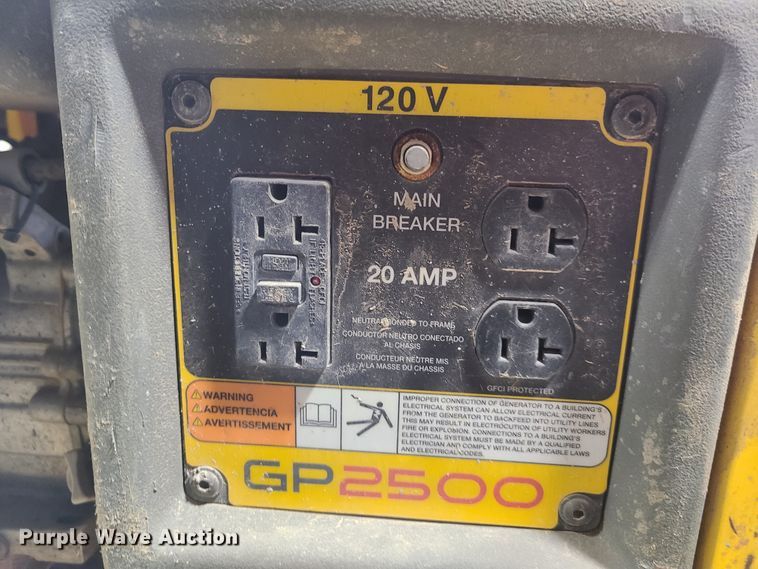 120 V
MAIN
BREAKER
20 AMP
NEUTRAL BONDED TO FRAME
CONDUCTOR NEUTRO CONECTADO
AL CHASIS
CONDUCTEUR NEUTRE MIS
A LA MASSE DU CHASSIS
GFCI PROTECTED
WARNING
ADVERTENCIA
AVERTISSEMENT
IMPROPER CONNECTION OF GENERATOR TO A BUILDING'S
ELECTRICAL SYSTEM CAN ALLOW ELECTRICAL CURRENT
FROM THE GENERATOR TO BACKFEED INTO UTILITY LINES
THIS MAY RESULT IN ELECTROCUTION OF UTILITY WORKERS
FIRE OR EXPLOSION. CONNECTIONS TO A BUILDING'S
ELECTRICAL SYSTEM MUST BE MADE BY A QUALIFIED
ELECTRICIAN AND COMPLY WITH ALL APPLICABLE LAWS
AND ELECTRICAL CODES.
GP2500
Purple Wave Auction